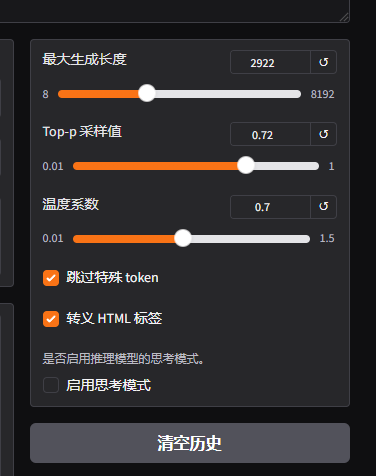 最大生成长度
2922
↺
8
8192
Top-p 采样值
0.72
↺
0.01
1
温度系数
0.7
↺
0.01
1.5
跳过特殊 token
转义 HTML 标签
是否启用推理模型的思考模式。
启用思考模式
清空历史